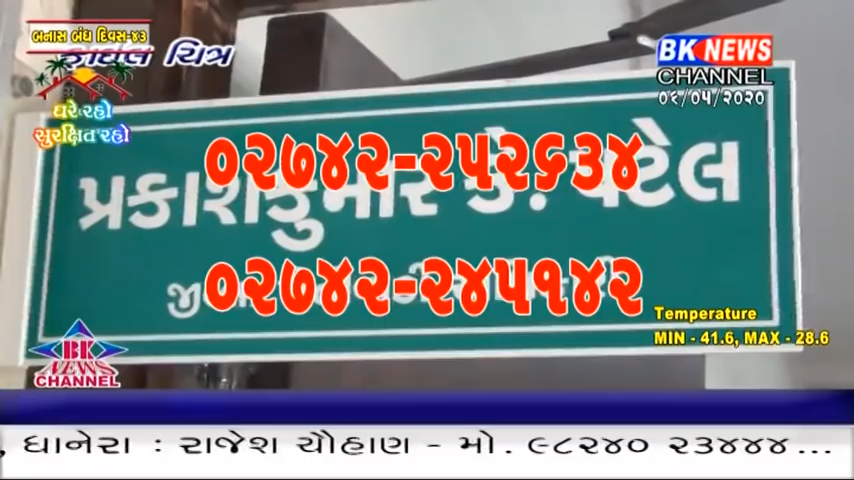 બનાસ બંધ દિવસ-૪૩
ફાઈલ ચિત્ર
ઘરે રહો
સુરક્ષિત રહો
BK NEWS
CHANNEL
૦૬/૦૫/૨૦૨૦
પ્રકાશકુમાર કે. પટેલ
૦૨૭૪૨-૨૫૨૬૩૪
૦૨૭૪૨-૨૪૫૧૪૨
Temperature
MIN - 41.6, MAX - 28.6
BK
NEWS
CHANNEL
, ધાનેરા : રાજેશ ચૌહાણ - મો. ૯૮૨૪૦ ૨૩૪૪૪...